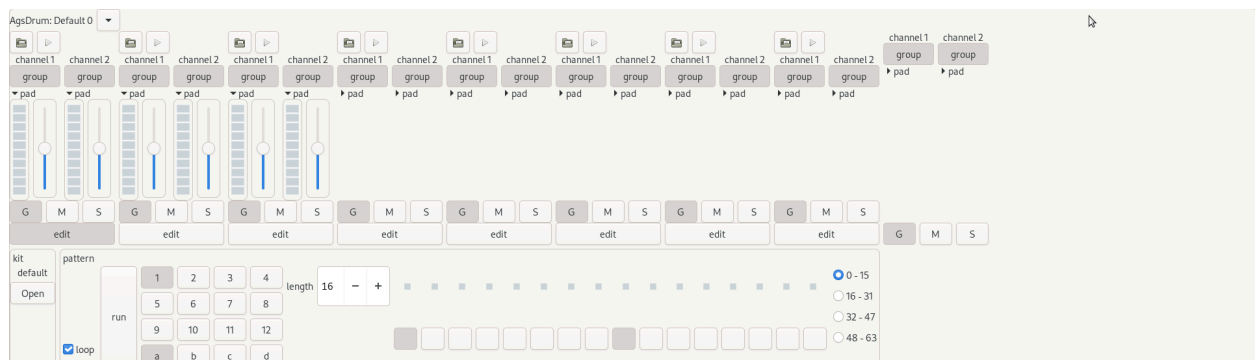 AgsDrum: Default 0
channel 1 channel 2 channel 1 channel 2 channel 1 channel 2 channel 1 channel 2 channel 1 channel 2 channel 1 channel 2 channel 1 channel 2 channel 1 channel 2 channel 1 channel 2
group group group group group group group group group group group group group group group group group group
pad pad pad pad pad pad pad pad pad pad pad pad pad pad pad pad pad pad
G M S G M S G M S G M S G M S G M S G M S G M S
edit edit edit edit edit edit edit edit G M S
kit pattern
default 1 2 3 4 0 - 15
Open length 16 − +
5 6 7 8 16 - 31
run
9 10 11 12 32 - 47
loop 48 - 63
a b c d